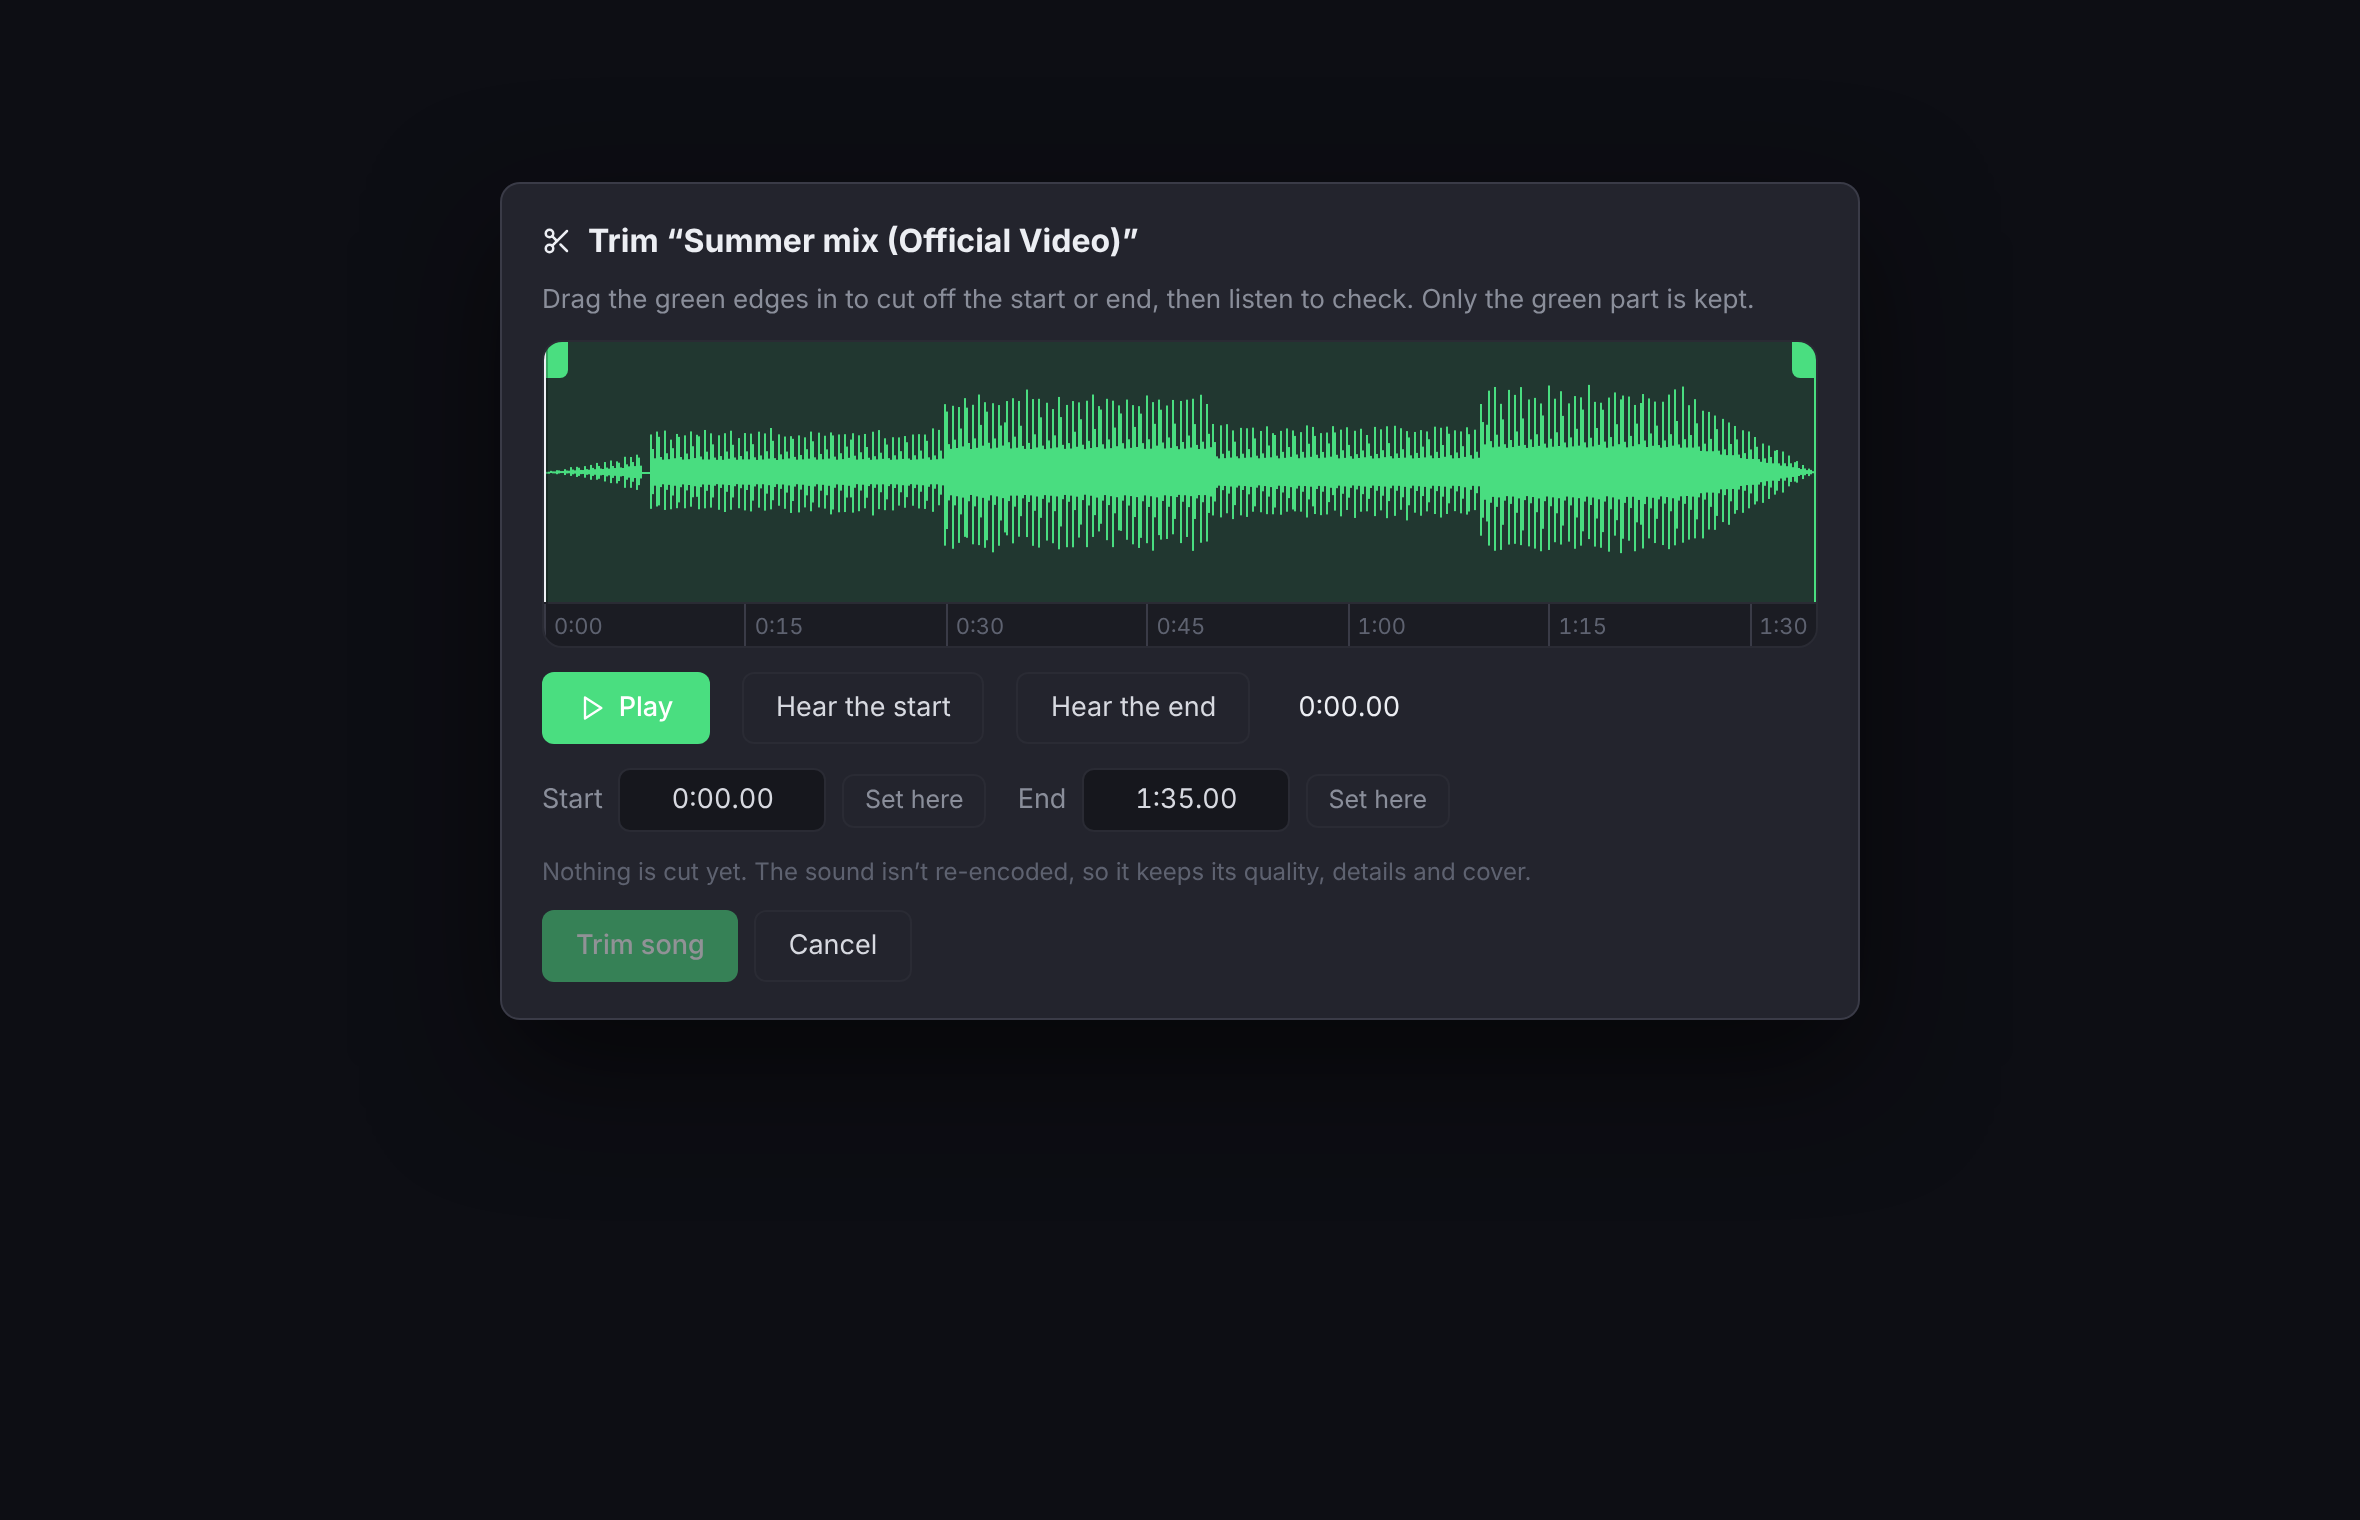 Trim “Summer mix (Official Video)”
Drag the green edges in to cut off the start or end, then listen to check. Only the green part is kept.
0:00 0:15 0:30 0:45 1:00 1:15 1:30
Play Hear the start Hear the end 0:00.00
Start 0:00.00 Set here End 1:35.00 Set here
Nothing is cut yet. The sound isn’t re-encoded, so it keeps its quality, details and cover.
Trim song Cancel